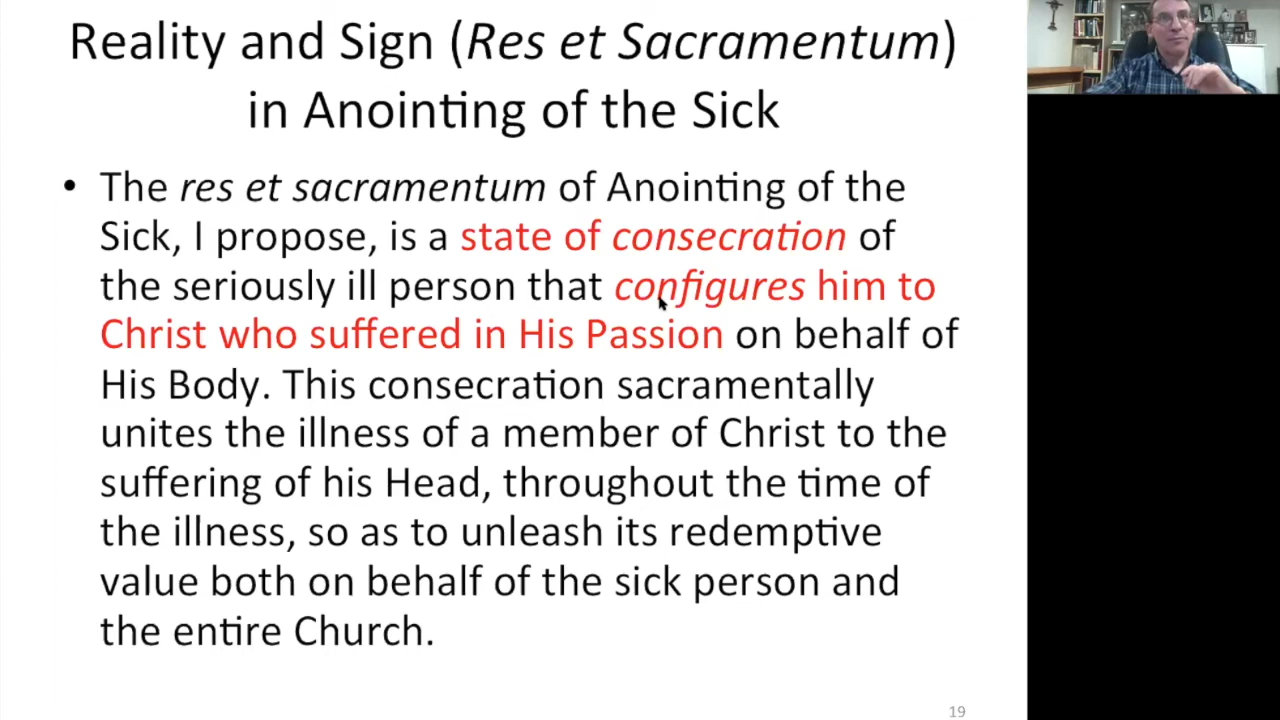 Reality and Sign (Res et Sacramentum)
in Anointing of the Sick
• The res et sacramentum of Anointing of the
Sick, I propose, is a state of consecration of
the seriously ill person that configures him to
Christ who suffered in His Passion on behalf of
His Body. This consecration sacramentally
unites the illness of a member of Christ to the
suffering of his Head, throughout the time of
the illness, so as to unleash its redemptive
value both on behalf of the sick person and
the entire Church.
19